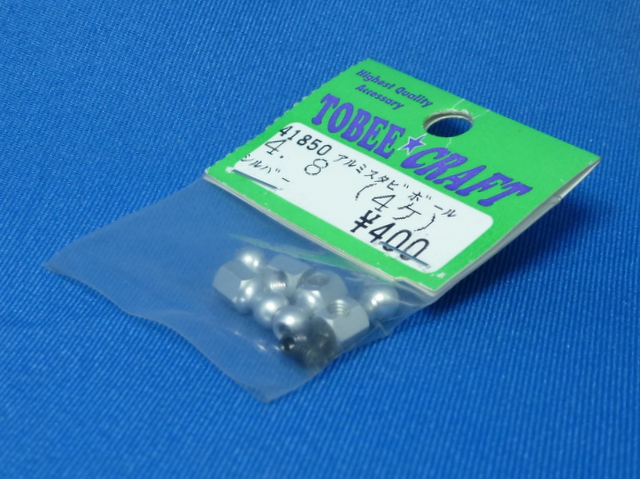 Highest Quality
Accessory
TOBEE★CRAFT
41850 アルミスタビボール
4.8 (4ケ)
シルバー
¥400